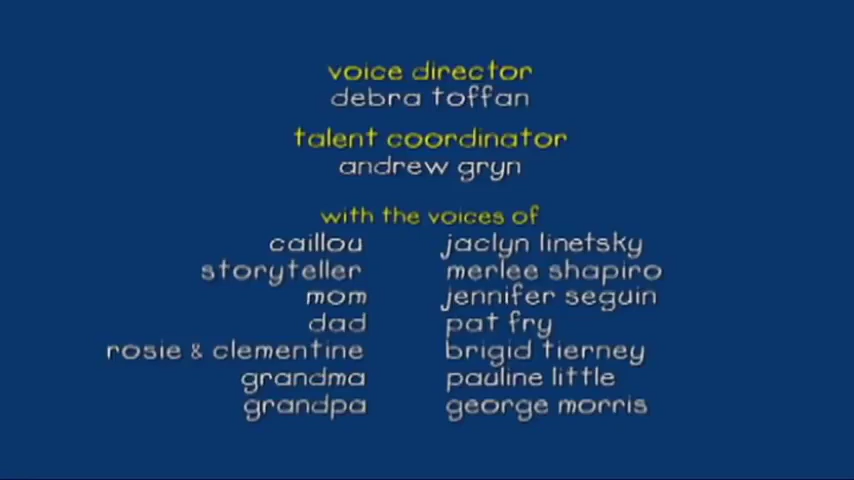 voice director
debra toffan
talent coordinator
andrew gryn
with the voices of
caillou jaclyn linetsky
storyteller merlee shapiro
mom jennifer seguin
dad pat fry
rosie & clementine brigid tierney
grandma pauline little
grandpa george morris